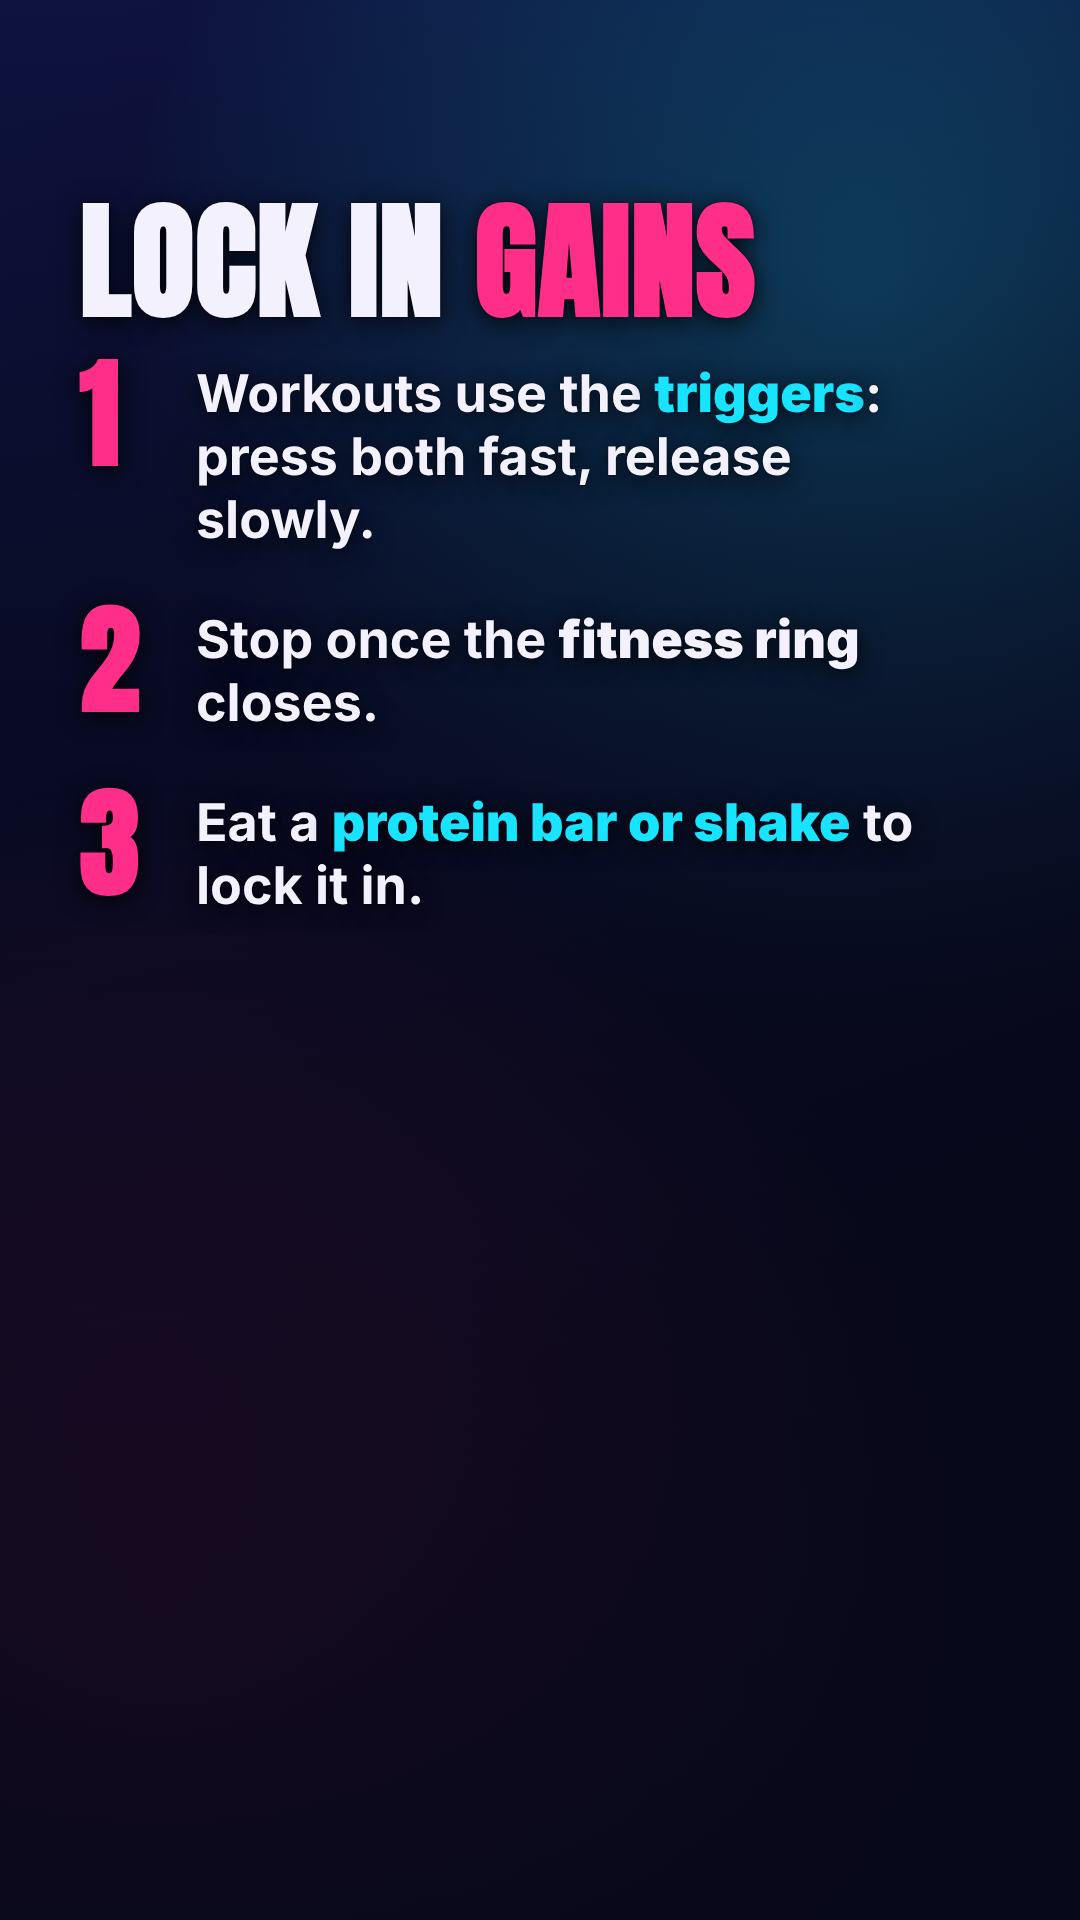 LOCK IN GAINS
1 Workouts use the triggers:
press both fast, release
slowly.
2 Stop once the fitness ring
closes.
3 Eat a protein bar or shake to
lock it in.